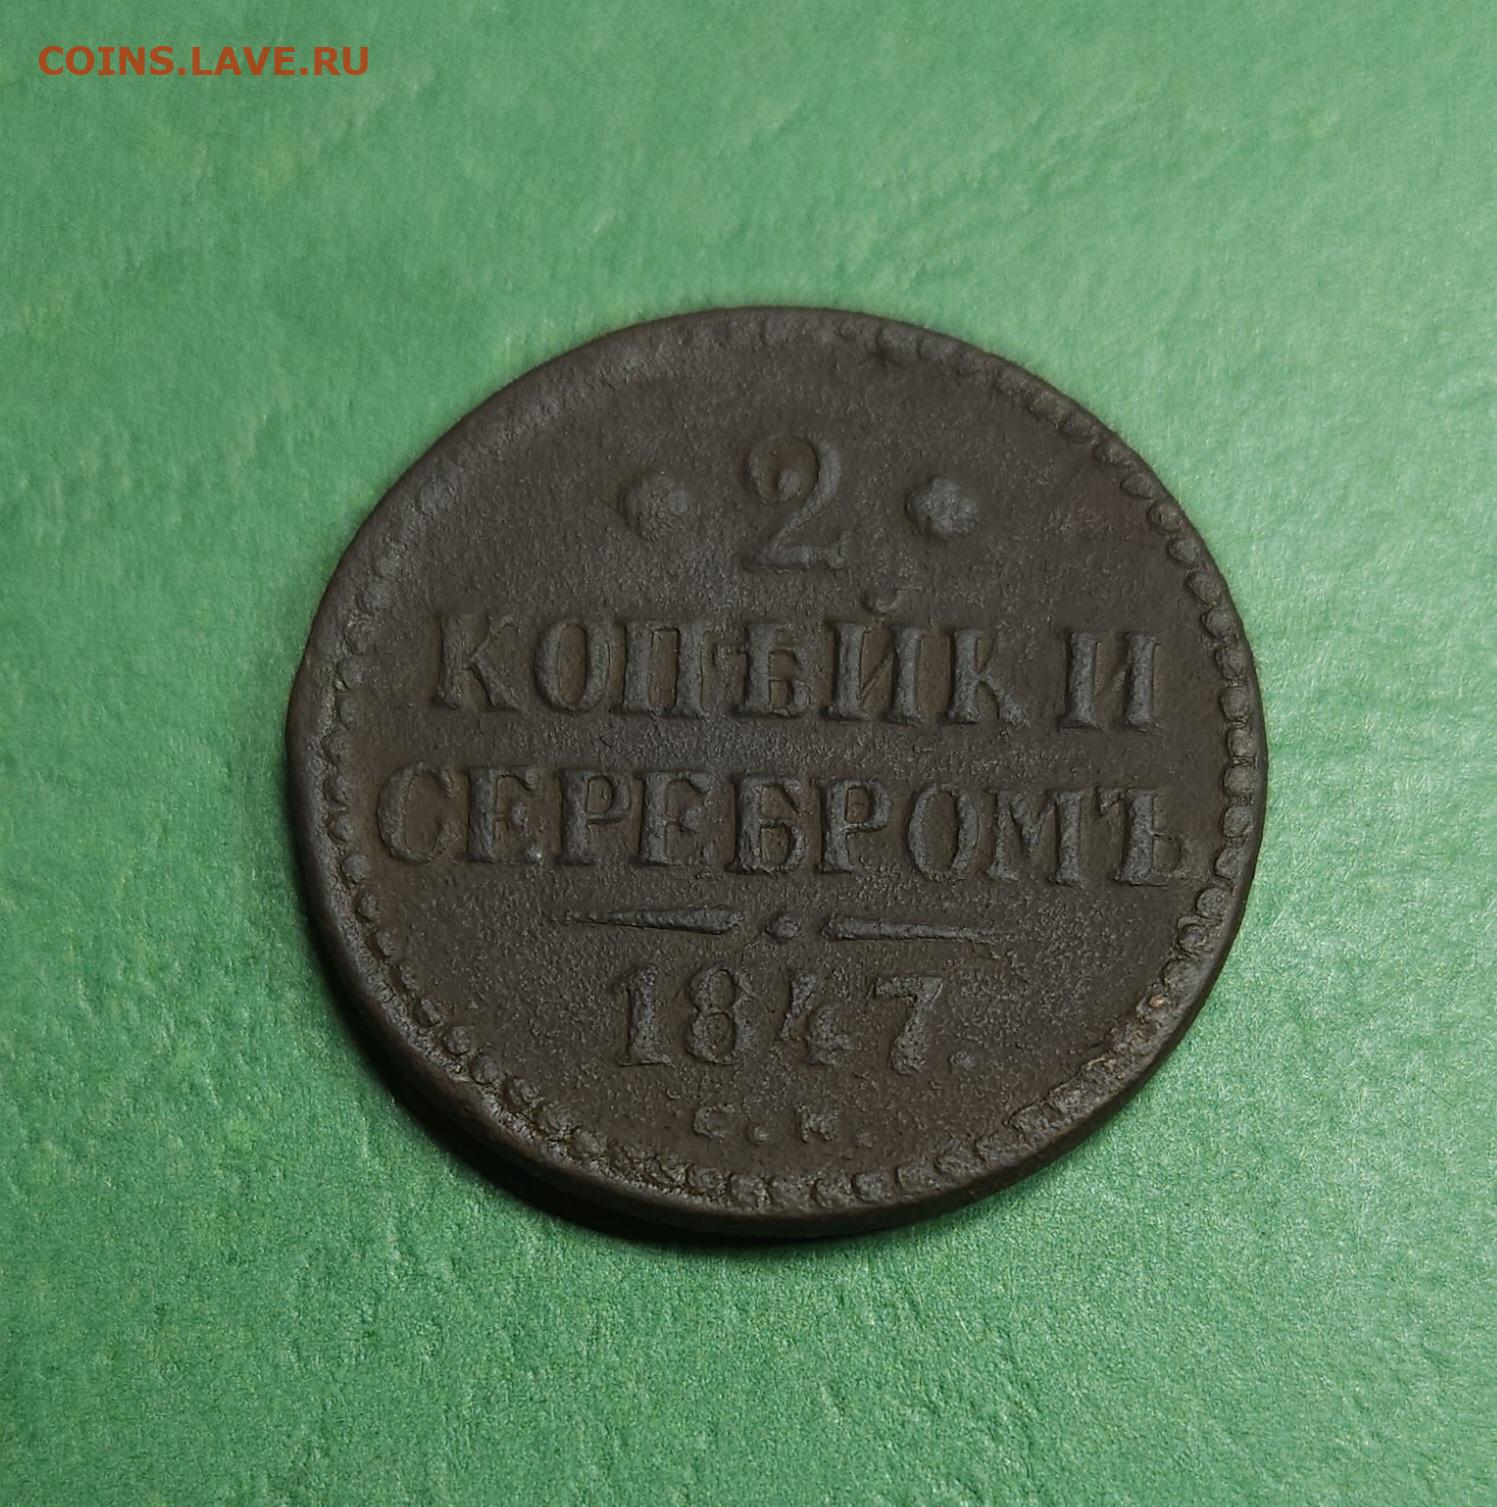 COINS.LAVE.RU
2
КОПѢЙКИ
СЕРЕБРОМЪ
1847.
С.М.